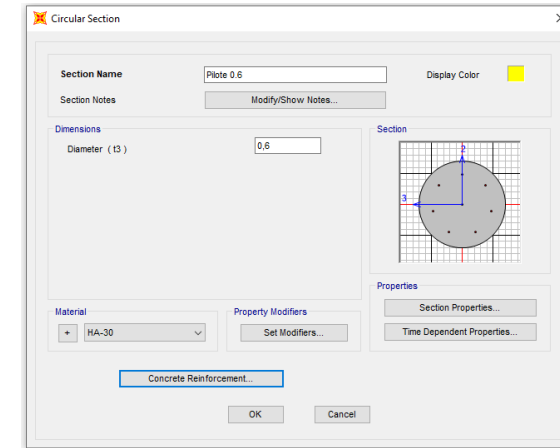 Circular Section
Section Name
Pilote 0.6
Display Color
Section Notes
Modify/Show Notes...
Dimensions
Diameter ( t3 )
0,6
Section
2
3
Properties
Section Properties...
Time Dependent Properties...
Material
+
HA-30
Property Modifiers
Set Modifiers...
Concrete Reinforcement...
OK
Cancel